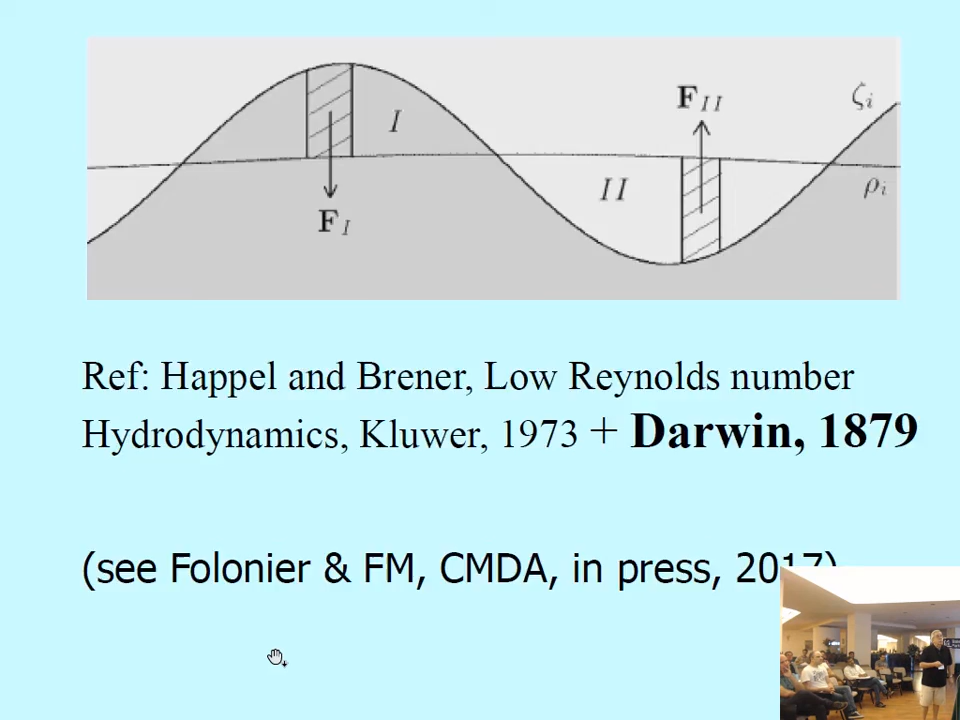 F_II
ζ_i
I
II
ρ_i
F_I
Ref: Happel and Brener, Low Reynolds number
Hydrodynamics, Kluwer, 1973 + Darwin, 1879
(see Folonier & FM, CMDA, in press, 2017)